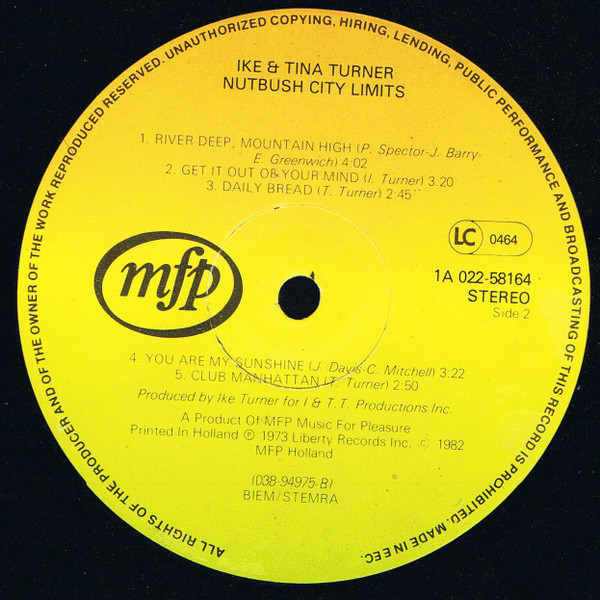 ALL RIGHTS OF THE PRODUCER AND OF THE OWNER OF THE WORK REPRODUCED RESERVED. UNAUTHORIZED COPYING, HIRING, LENDING, PUBLIC PERFORMANCE AND BROADCASTING OF THIS RECORD IS PROHIBITED. MADE IN EEC.
IKE & TINA TURNER
NUTBUSH CITY LIMITS
1. RIVER DEEP, MOUNTAIN HIGH (P. Spector-J. Barry-
E. Greenwich) 4:02
2. GET IT OUT OF YOUR MIND (I. Turner) 3:20
3. DAILY BREAD (T. Turner) 2:45
LC 0464
mfp
1A 022-58164
STEREO
Side 2
4. YOU ARE MY SUNSHINE (J. Davis-C. Mitchell) 3:22
5. CLUB MANHATTAN (T. Turner) 2:50
Produced by Ike Turner for I & T.T. Productions Inc.
A Product Of MFP Music For Pleasure
Printed In Holland ℗ 1973 Liberty Records Inc. © 1982
MFP Holland
(038-94975-B)
BIEM/STEMRA